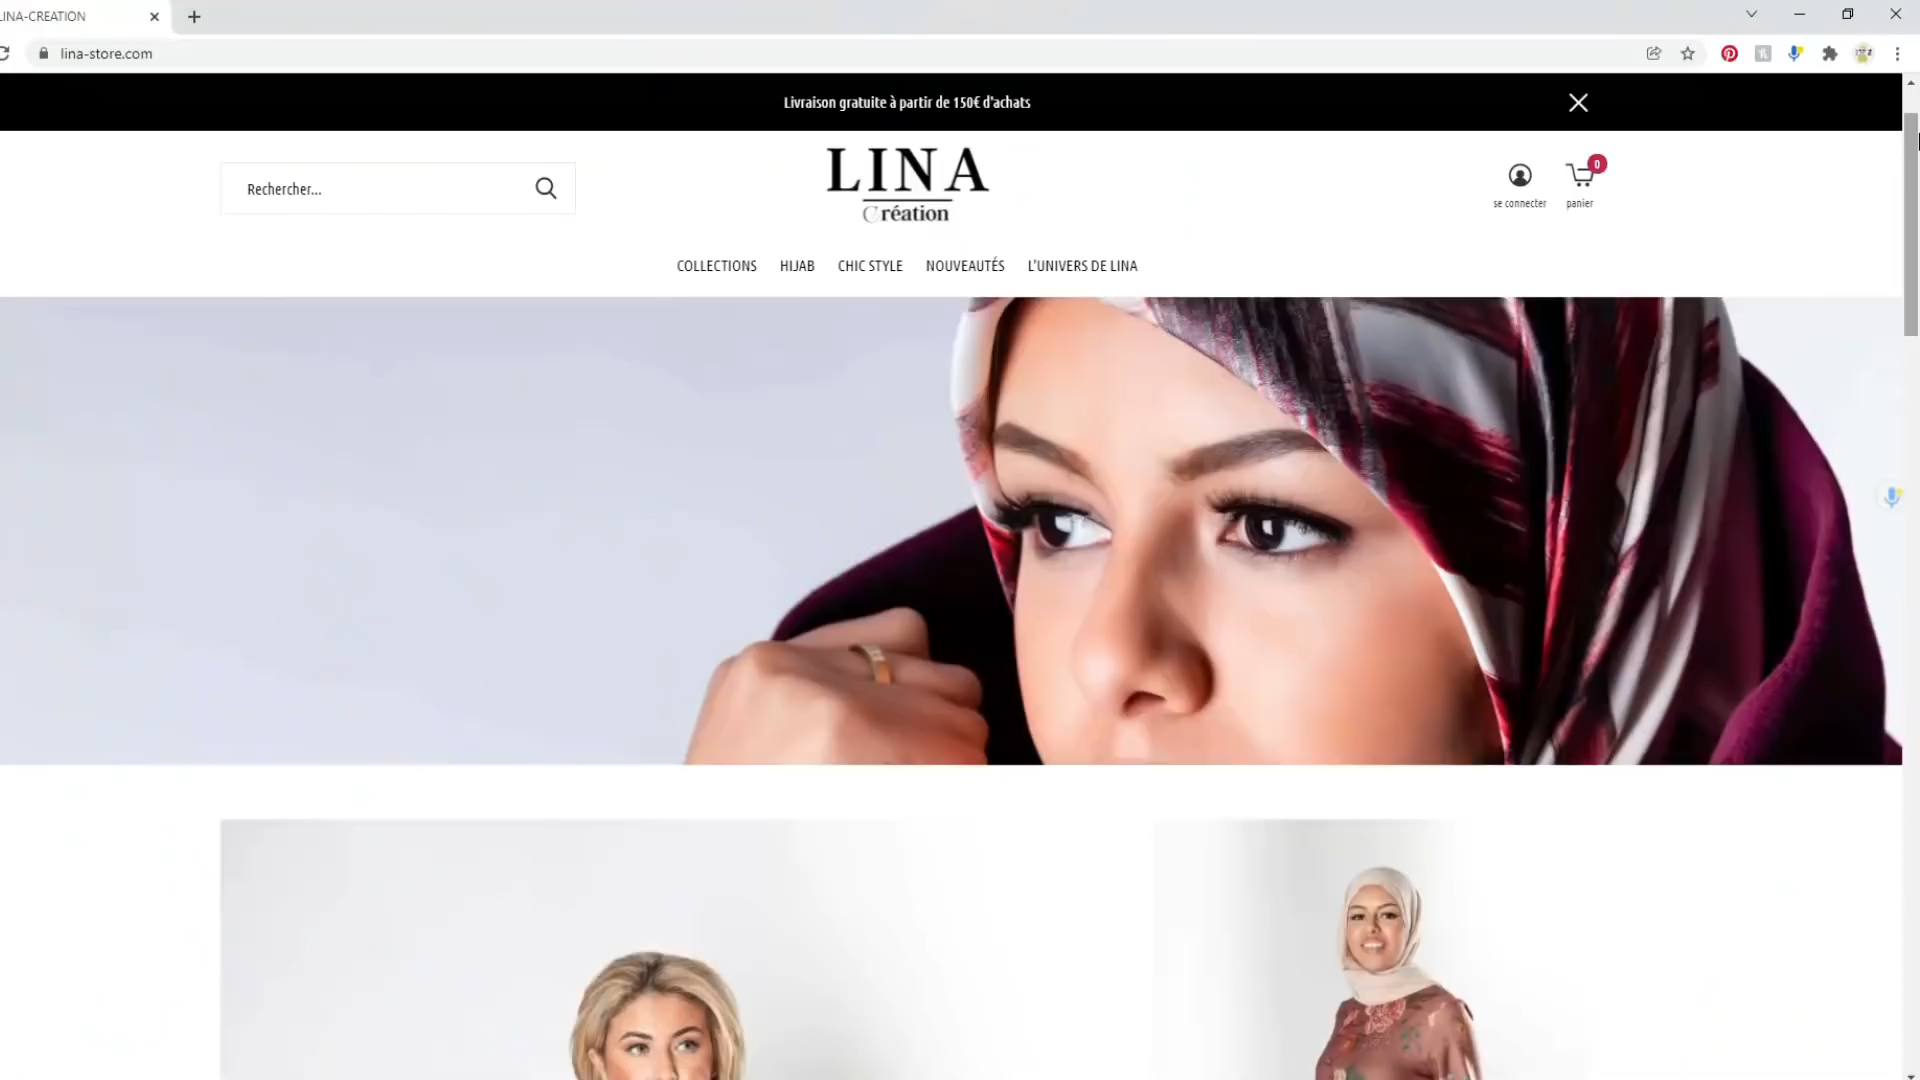 LINA-CREATION
lina-store.com
Livraison gratuite à partir de 150€ d'achats
Rechercher...
LINA
Création
0
se connecter
panier
COLLECTIONS HIJAB CHIC STYLE NOUVEAUTÉS L'UNIVERS DE LINA